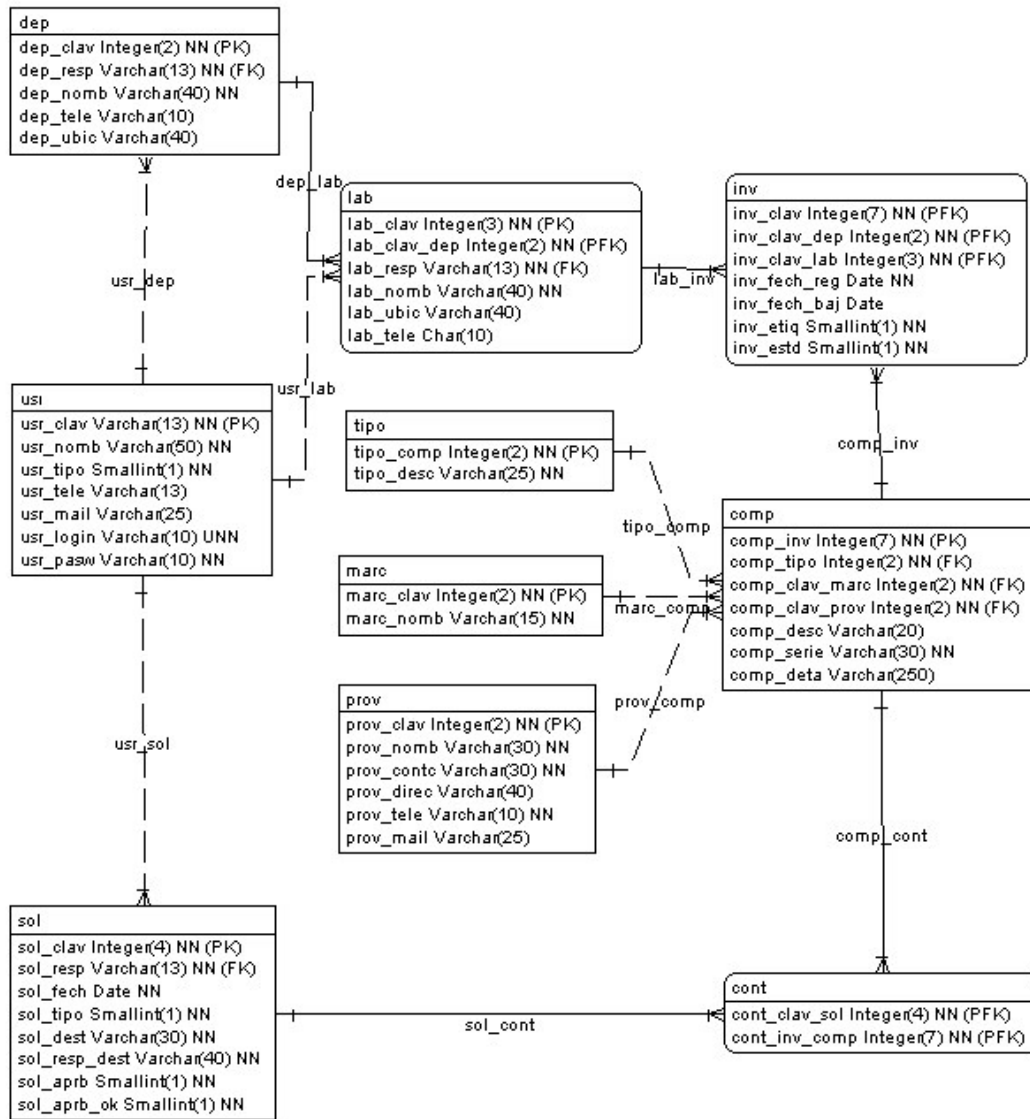 dep
dep_clav Integer(2) NN (PK)
dep_resp Varchar(13) NN (FK)
dep_nomb Varchar(40) NN
dep_tele Varchar(10)
dep_ubic Varchar(40)
dep_lab
usr_dep
lab
lab_clav Integer(3) NN (PK)
lab_clav_dep Integer(2) NN (PFK)
lab_resp Varchar(13) NN (FK)
lab_nomb Varchar(40) NN
lab_ubic Varchar(40)
lab_tele Char(10)
lab_inv
inv
inv_clav Integer(7) NN (PFK)
inv_clav_dep Integer(2) NN (PFK)
inv_clav_lab Integer(3) NN (PFK)
inv_fech_reg Date NN
inv_fech_baj Date
inv_etiq Smallint(1) NN
inv_estd Smallint(1) NN
usr_lab
comp_inv
usr
usr_clav Varchar(13) NN (PK)
usr_nomb Varchar(50) NN
usr_tipo Smallint(1) NN
usr_tele Varchar(13)
usr_mail Varchar(25)
usr_login Varchar(10) UNN
usr_pasw Varchar(10) NN
tipo
tipo_comp Integer(2) NN (PK)
tipo_desc Varchar(25) NN
tipo_comp
marc
marc_clav Integer(2) NN (PK)
marc_nomb Varchar(15) NN
marc_comp
comp
comp_inv Integer(7) NN (PK)
comp_tipo Integer(2) NN (FK)
comp_clav_marc Integer(2) NN (FK)
comp_clav_prov Integer(2) NN (FK)
comp_desc Varchar(20)
comp_serie Varchar(30) NN
comp_deta Varchar(250)
prov
prov_clav Integer(2) NN (PK)
prov_nomb Varchar(30) NN
prov_contc Varchar(30) NN
prov_direc Varchar(40)
prov_tele Varchar(10) NN
prov_mail Varchar(25)
prov_comp
usr_sol
comp_cont
sol
sol_clav Integer(4) NN (PK)
sol_resp Varchar(13) NN (FK)
sol_fech Date NN
sol_tipo Smallint(1) NN
sol_dest Varchar(30) NN
sol_resp_dest Varchar(40) NN
sol_aprb Smallint(1) NN
sol_aprb_ok Smallint(1) NN
sol_cont
cont
cont_clav_sol Integer(4) NN (PFK)
cont_inv_comp Integer(7) NN (PFK)